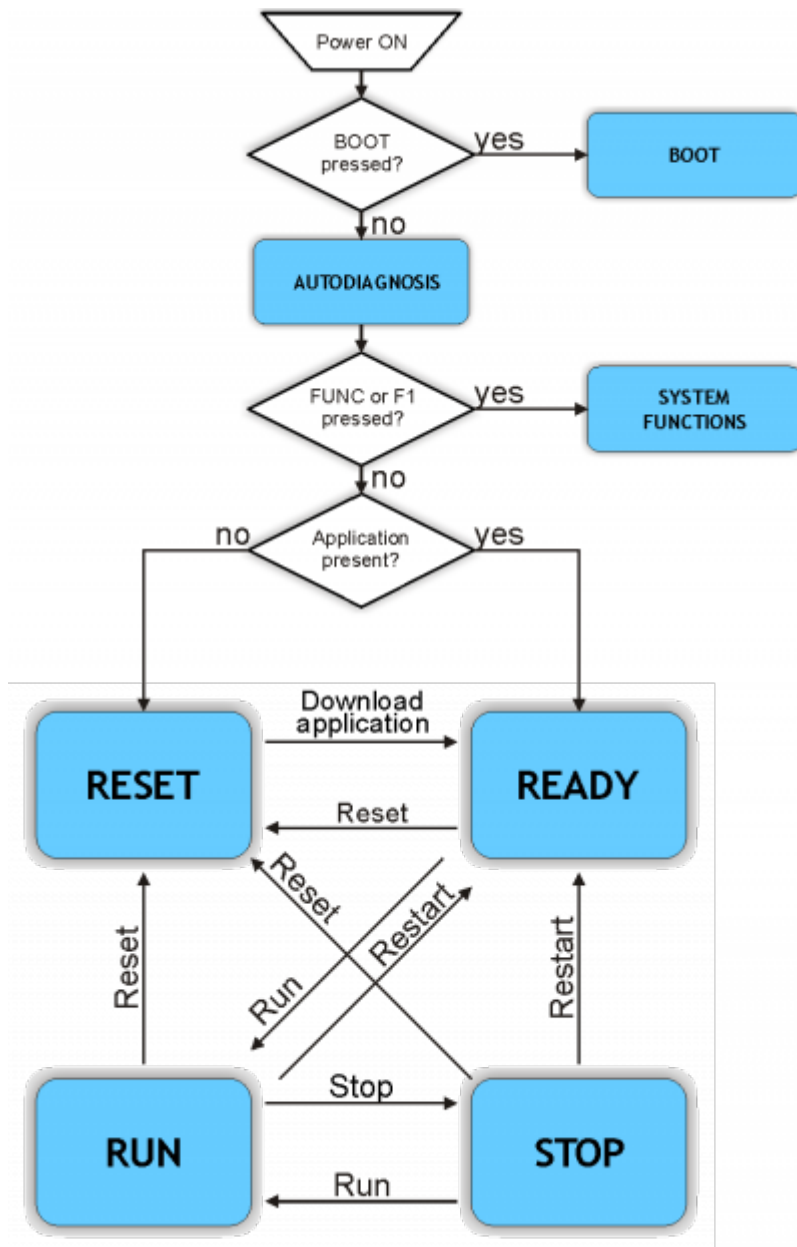 Power ON
BOOT
pressed?
yes
BOOT
no
AUTODIAGNOSIS
FUNC or F1
pressed?
yes
SYSTEM
FUNCTIONS
no
no
Application
present?
yes
Download
application
RESET
READY
Reset
Reset
Restart
Reset
Run
Restart
Stop
RUN
STOP
Run